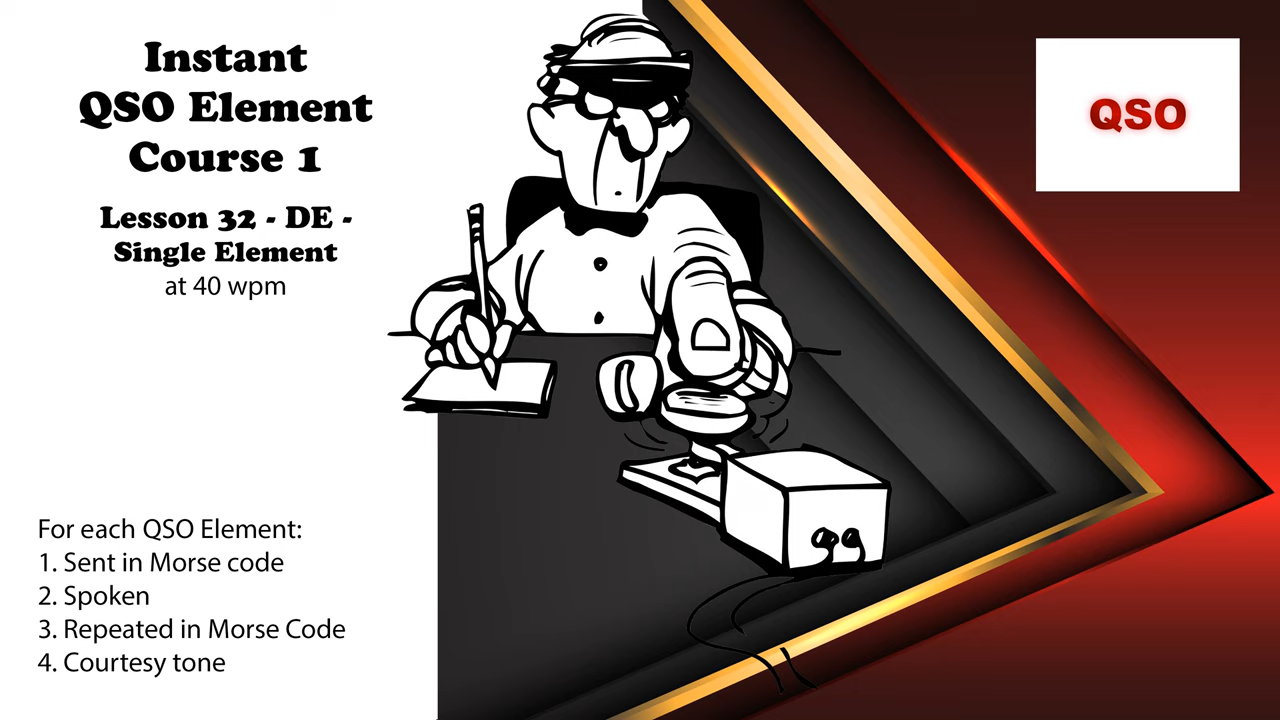 Instant
QSO Element
Course 1
Lesson 32 - DE -
Single Element
at 40 wpm
QSO
For each QSO Element:
1. Sent in Morse code
2. Spoken
3. Repeated in Morse Code
4. Courtesy tone